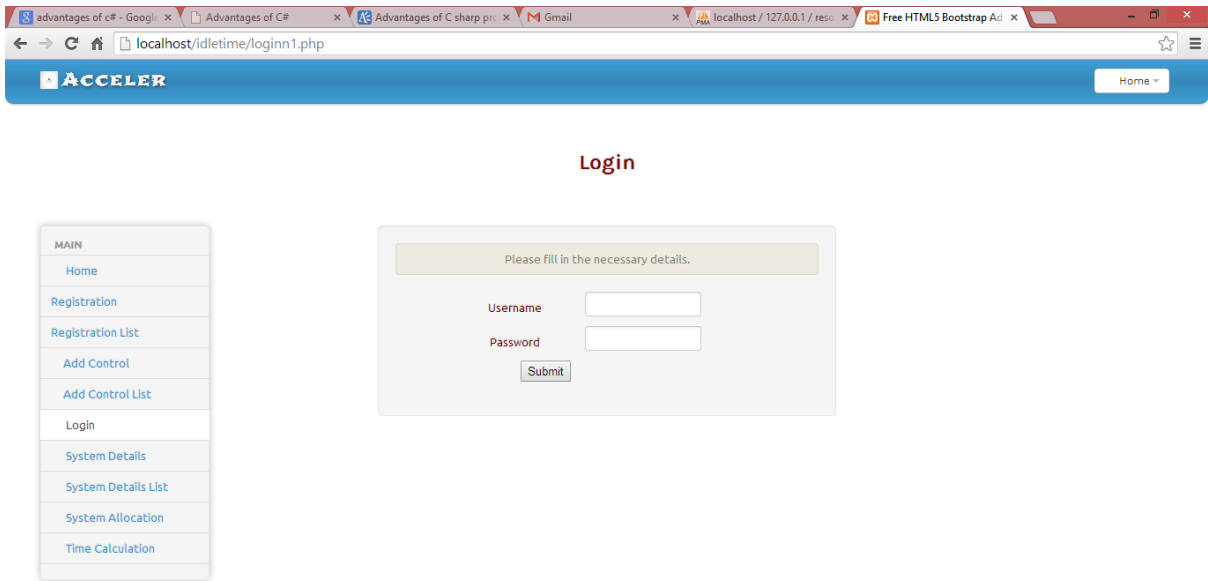 advantages of c# - Google
Advantages of C#
Advantages of C sharp pro
Gmail
localhost / 127.0.0.1 / reso
Free HTML5 Bootstrap Ad
localhost/idletime/loginn1.php
ACCELER
Home
Login
MAIN
Home
Registration
Registration List
Add Control
Add Control List
Login
System Details
System Details List
System Allocation
Time Calculation
Please fill in the necessary details.
Username
Password
Submit